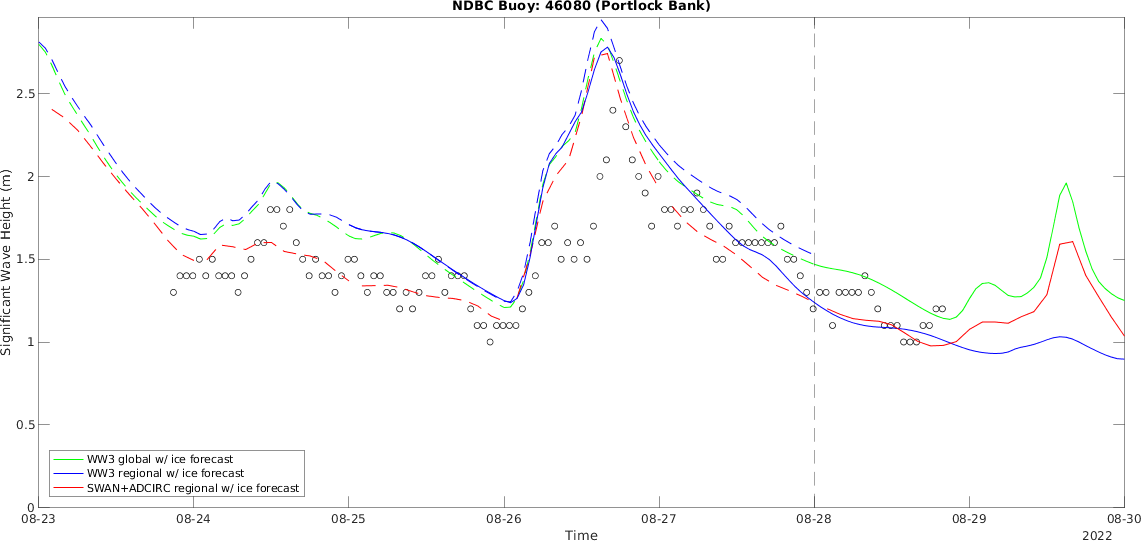 NDBC Buoy: 46080 (Portlock Bank)
Significant Wave Height (m)
2.5
2
1.5
1
0.5
0
WW3 global w/ ice forecast
WW3 regional w/ ice forecast
SWAN+ADCIRC regional w/ ice forecast
08-23
08-24
08-25
08-26
08-27
08-28
08-29
08-30
Time
2022